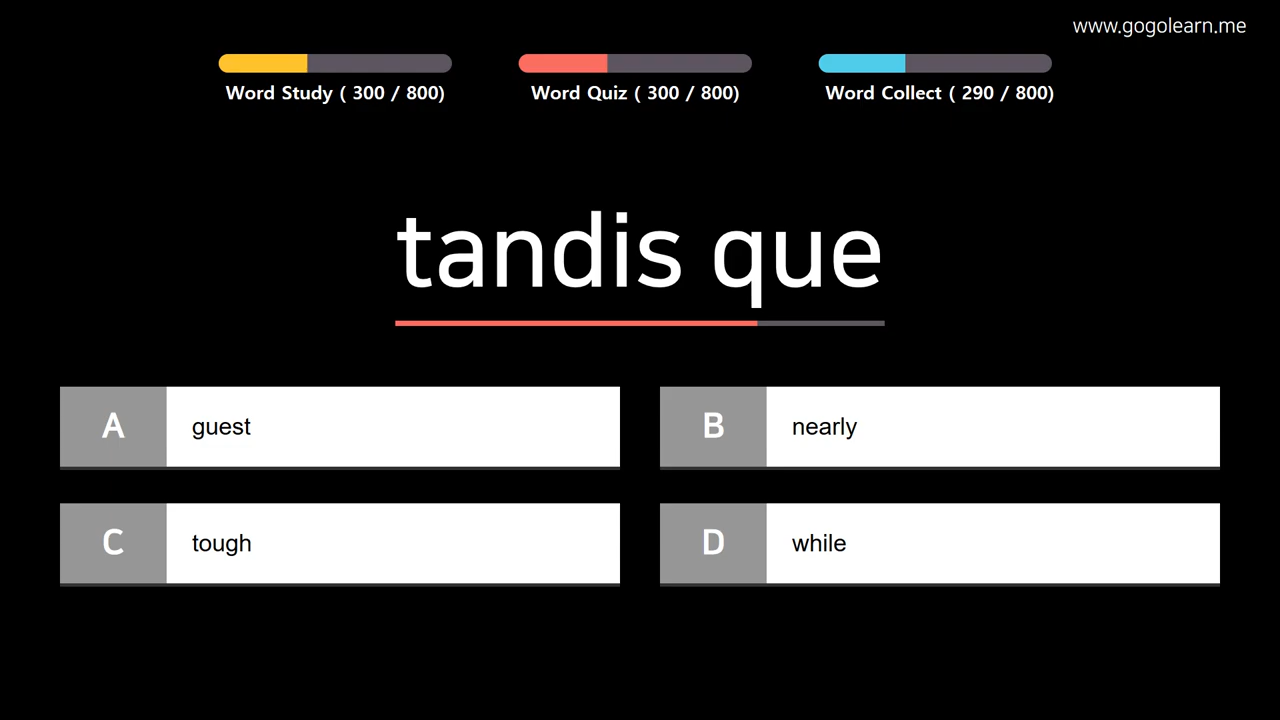 www.gogolearn.me
Word Study ( 300 / 800)
Word Quiz ( 300 / 800)
Word Collect ( 290 / 800)
tandis que
A guest
B nearly
C tough
D while